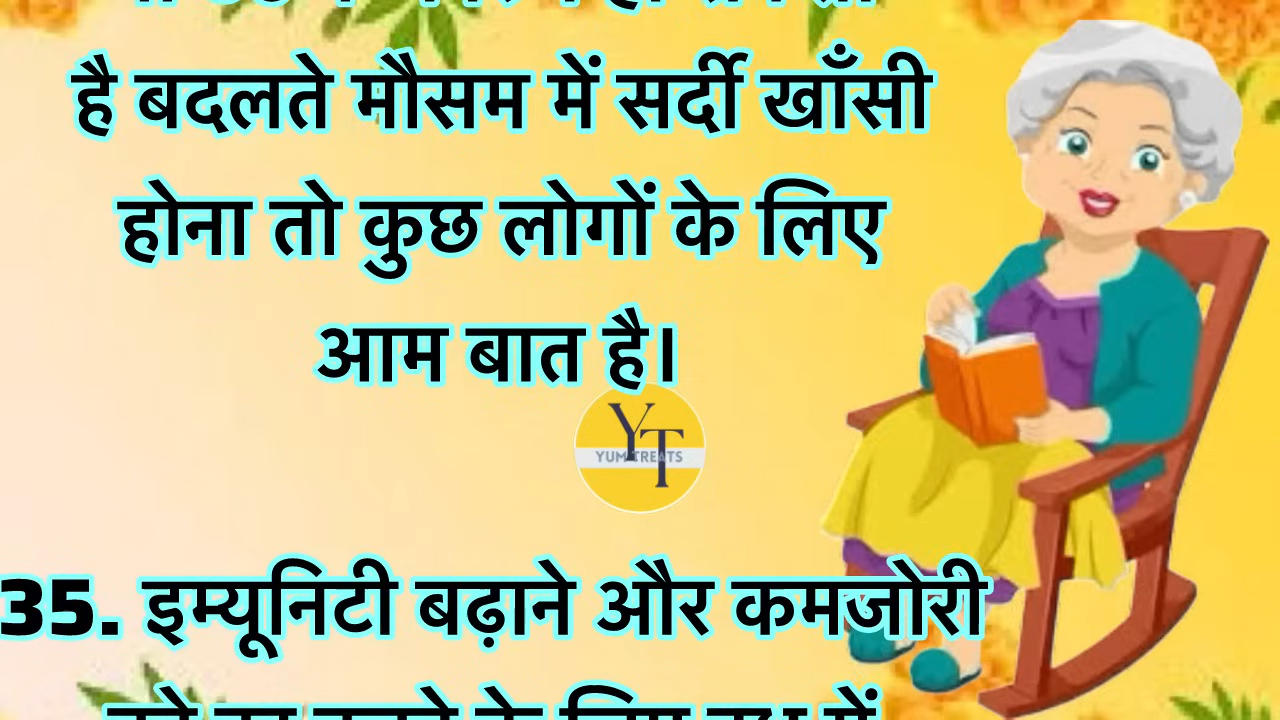 है बदलते मौसम में सर्दी खाँसी
होना तो कुछ लोगों के लिए
आम बात है।
YT
YUM TREATS
35. इम्यूनिटी बढ़ाने और कमजोरी